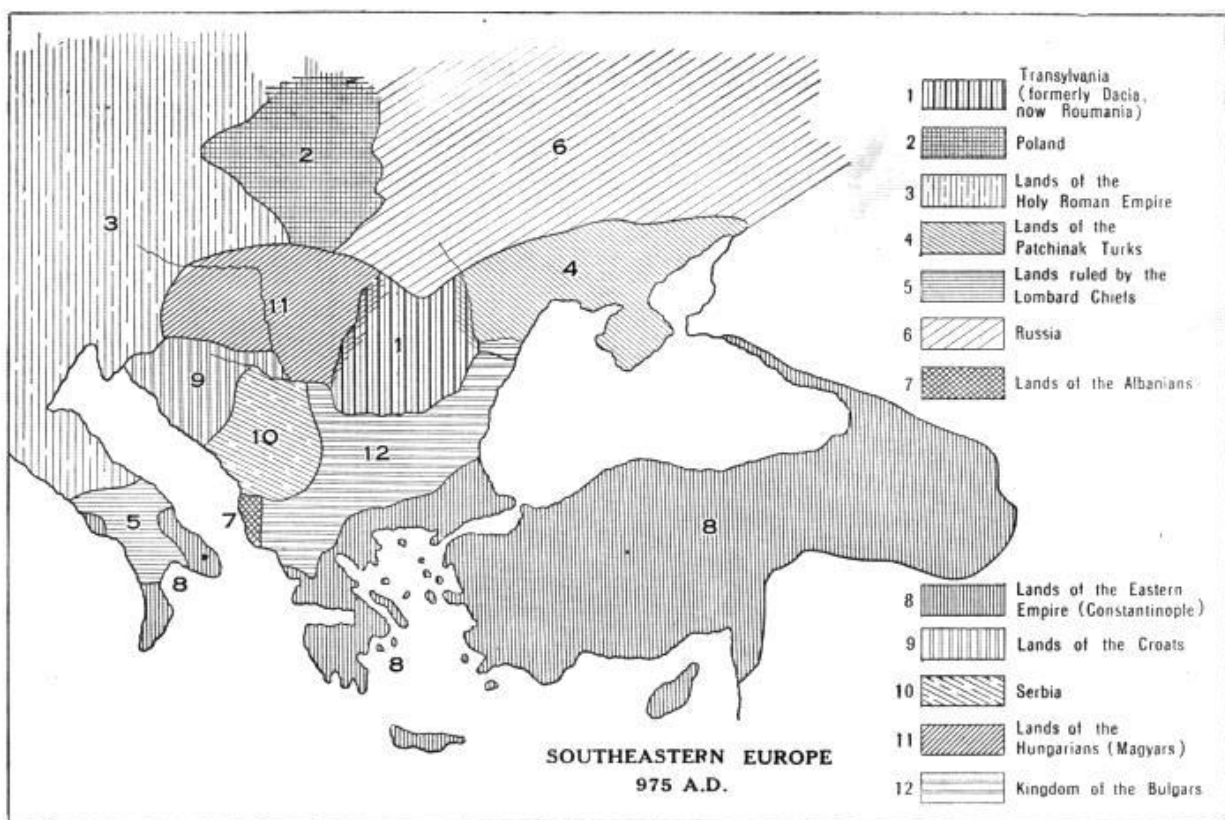 1 Transylvania
(formerly Dacia,
now Roumania)
2 Poland
3 Lands of the
Holy Roman Empire
4 Lands of the
Patchinak Turks
5 Lands ruled by the
Lombard Chiefs
6 Russia
7 Lands of the Albanians
2
6
3
4
11
1
9
10
12
5
7
8
8
8
8 Lands of the Eastern
Empire (Constantinople)
9 Lands of the Croats
10 Serbia
11 Lands of the
Hungarians (Magyars)
12 Kingdom of the Bulgars
SOUTHEASTERN EUROPE
975 A.D.